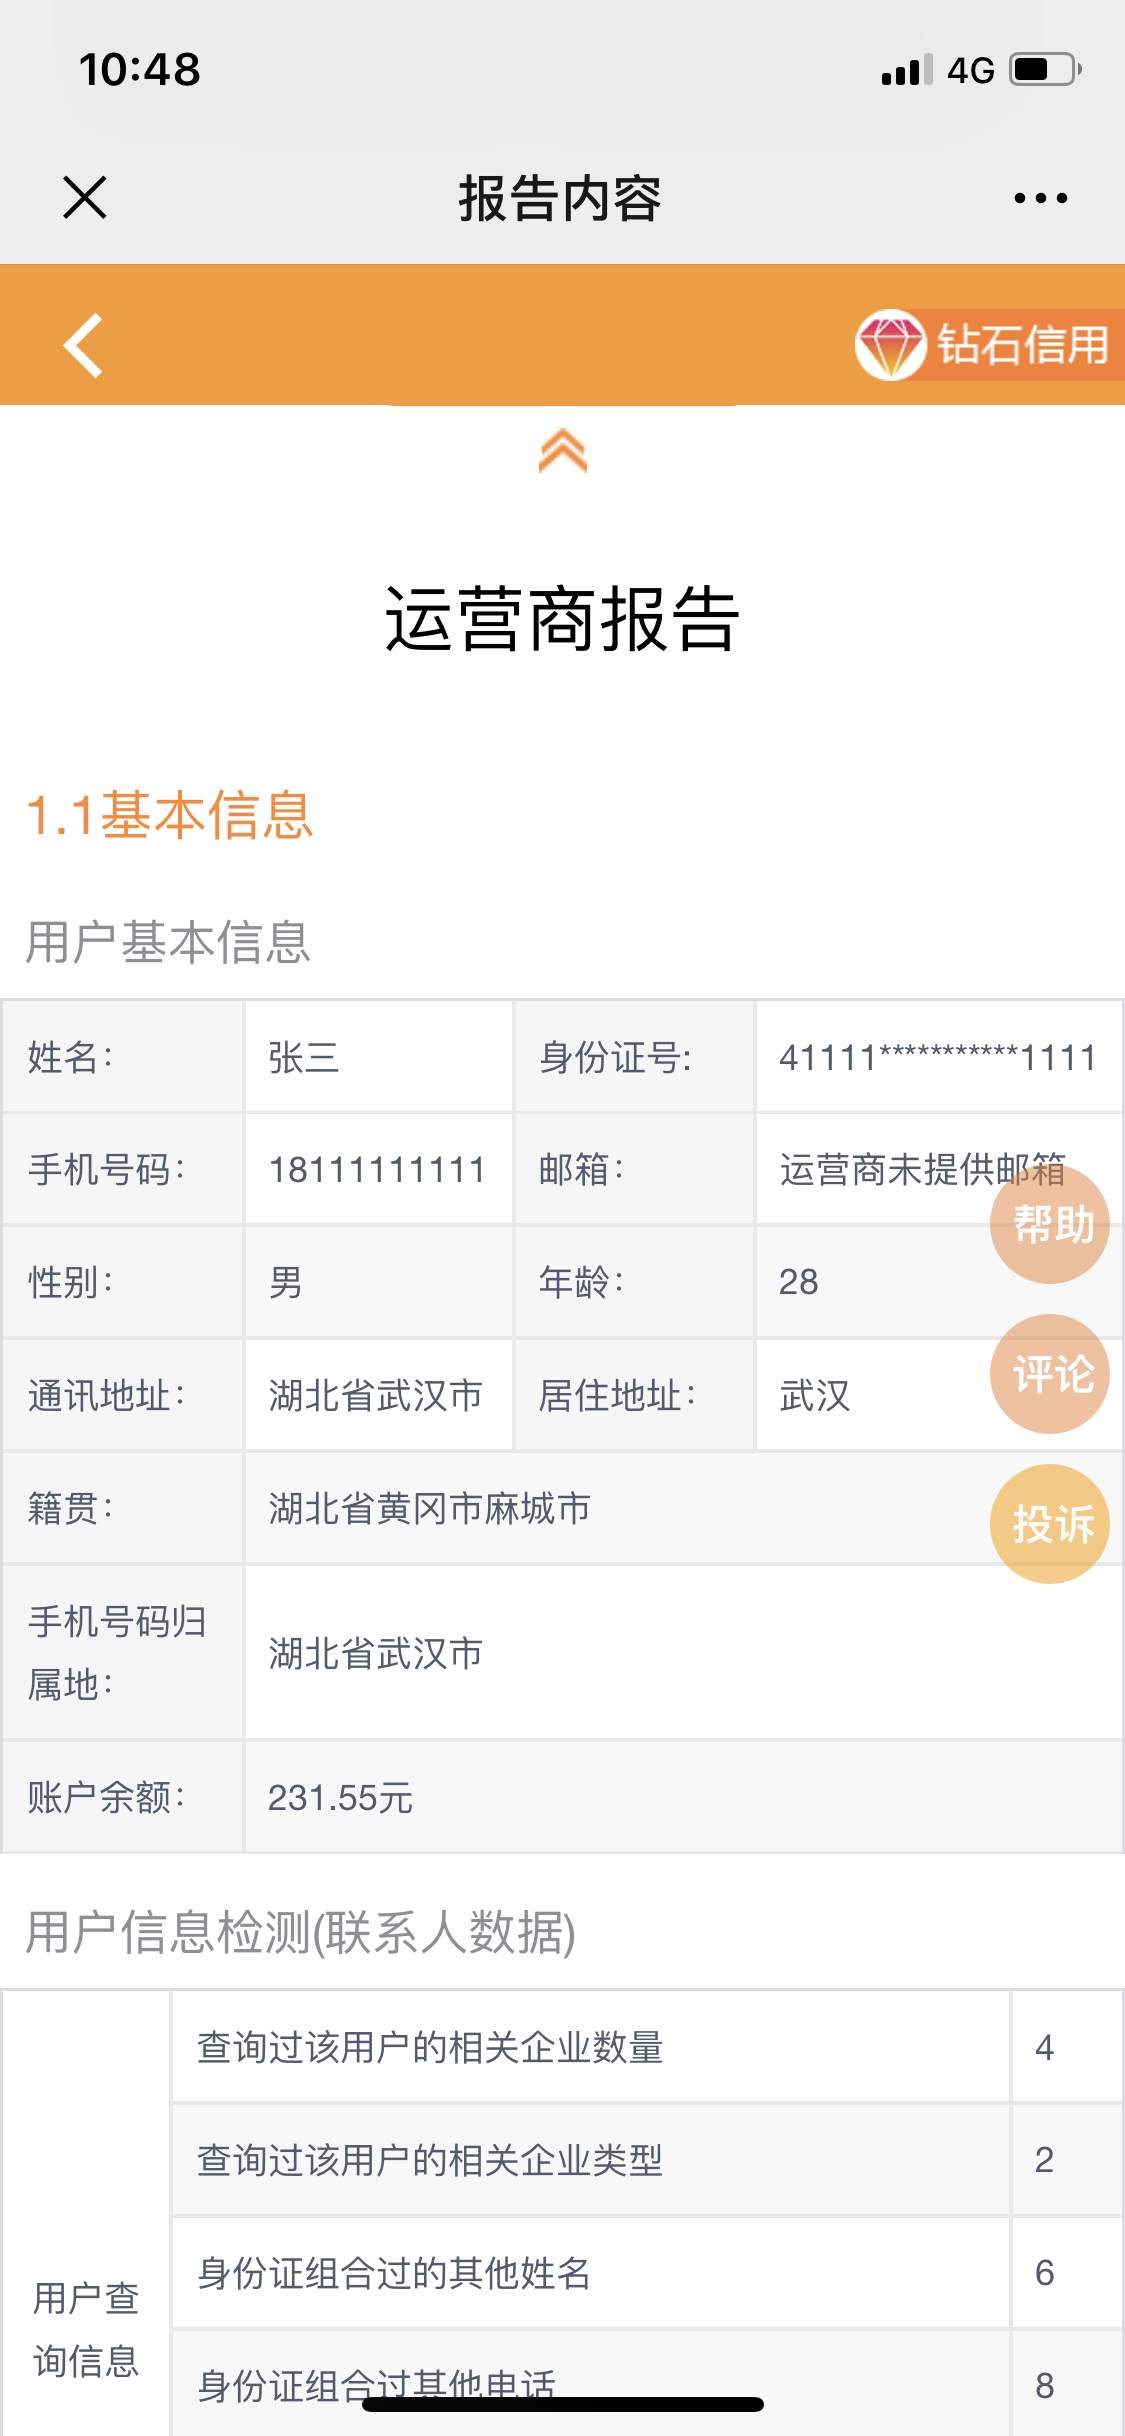 10:48
4G
报告内容
钻石信用
运营商报告
1.1基本信息
用户基本信息
姓名： 张三 身份证号: 41111***********1111
手机号码： 18111111111 邮箱： 运营商未提供邮箱
帮助
性别： 男 年龄： 28
通讯地址： 湖北省武汉市 居住地址： 武汉
评论
籍贯： 湖北省黄冈市麻城市
投诉
手机号码归
属地：
湖北省武汉市
账户余额： 231.55元
用户信息检测(联系人数据)
查询过该用户的相关企业数量 4
查询过该用户的相关企业类型 2
身份证组合过的其他姓名 6
用户查
询信息
身份证组合过其他电话 8